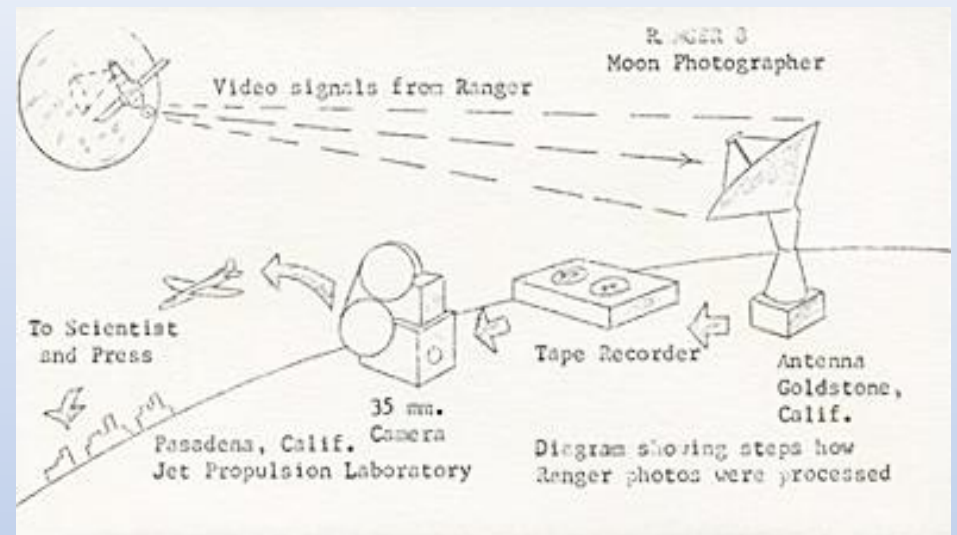 Moon Photographer
Video signals from Ranger
To Scientist
and Press
Tape Recorder
Antenna
Goldstone,
Calif.
35 mm.
Camera
Pasadena, Calif.
Jet Propulsion Laboratory
Diagram showing steps how
Ranger photos were processed